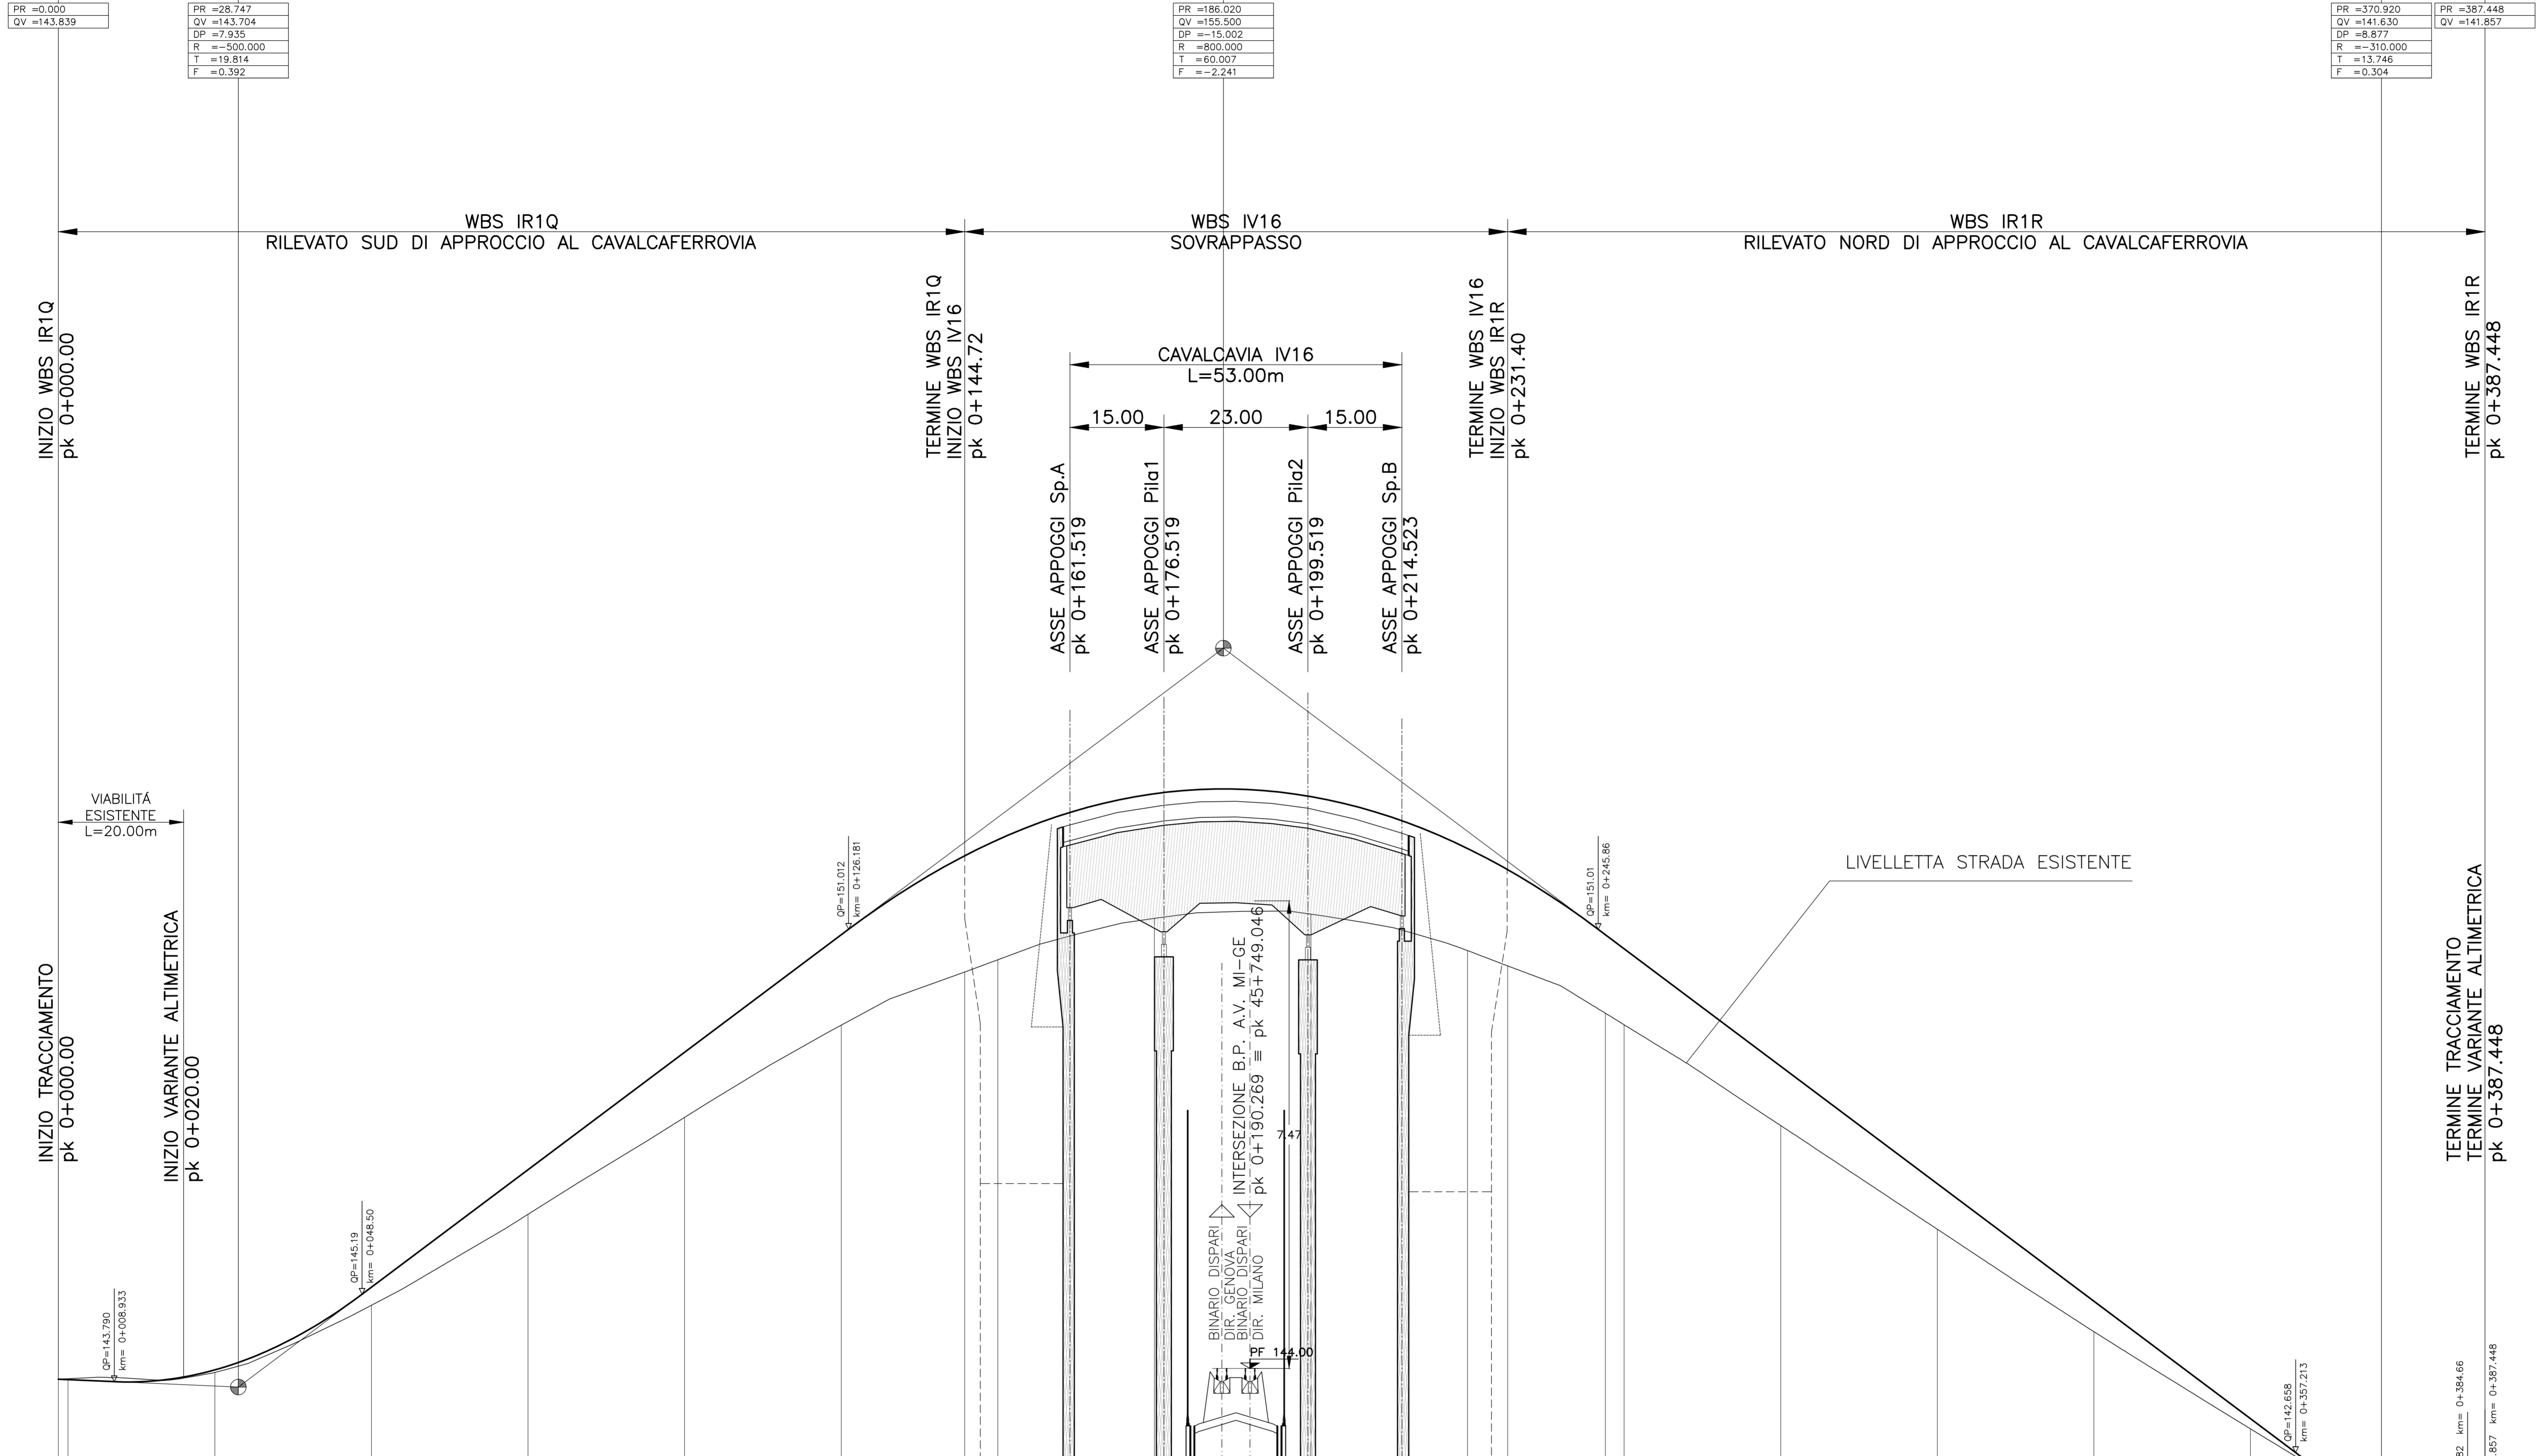 PR =0.000
QV =143.839
PR =28.747
QV =143.704
DP =7.935
R =-500.000
T =19.814
F =0.392
PR =186.020
QV =155.500
DP =-15.002
R =800.000
T =60.007
F =-2.241
PR =370.920
QV =141.630
DP =8.877
R =-310.000
T =13.746
F =0.304
PR =387.448
QV =141.857
WBS IR1Q
RILEVATO SUD DI APPROCCIO AL CAVALCAFERROVIA
WBS IV16
SOVRAPPASSO
WBS IR1R
RILEVATO NORD DI APPROCCIO AL CAVALCAFERROVIA
INIZIO WBS IR1Q
pk 0+000.00
TERMINE WBS IR1Q
INIZIO WBS IV16
pk 0+144.72
CAVALCAVIA IV16
L=53.00m
15.00
23.00
15.00
TERMINE WBS IV16
INIZIO WBS IR1R
pk 0+231.40
TERMINE WBS IR1R
pk 0+387.448
ASSE APPOGGI Sp.A
pk 0+161.519
ASSE APPOGGI Pila1
pk 0+176.519
ASSE APPOGGI Pila2
pk 0+199.519
ASSE APPOGGI Sp.B
pk 0+214.523
VIABILITÁ
ESISTENTE
L=20.00m
QP=151.012
km= 0+126.181
QP=151.01
km= 0+245.86
LIVELLETTA STRADA ESISTENTE
INIZIO TRACCIAMENTO
pk 0+000.00
INIZIO VARIANTE ALTIMETRICA
pk 0+020.00
INTERSEZIONE B.P. A.V. MI-GE
pk 0+190.269 ≡ pk 45+749.046
7.47
TERMINE TRACCIAMENTO
TERMINE VARIANTE ALTIMETRICA
pk 0+387.448
QP=143.790
km= 0+008.933
QP=145.19
km= 0+048.50
BINARIO DISPARI
DIR. GENOVA
BINARIO DISPARI
DIR. MILANO
PF 144.00
QP=142.658
km= 0+357.213
82 km= 0+384.66
.857 km= 0+387.448